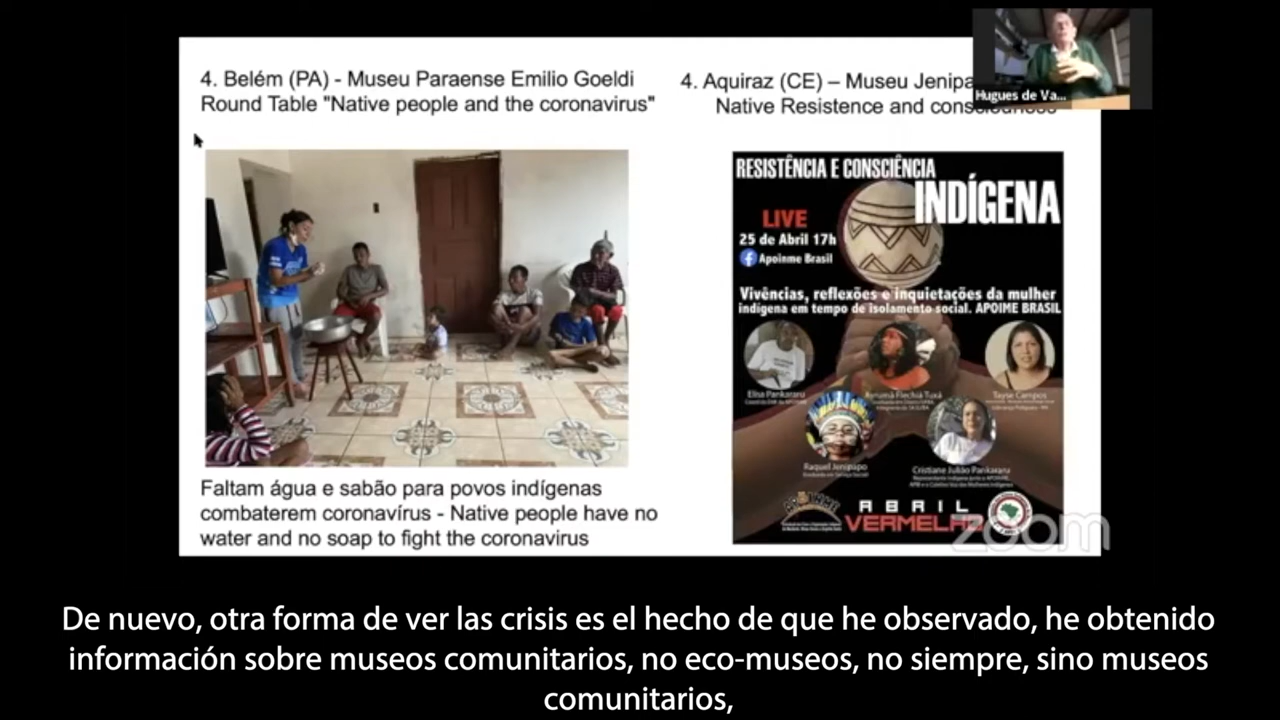 4. Belém (PA) - Museu Paraense Emilio Goeldi
Round Table "Native people and the coronavirus"
4. Aquiraz (CE) – Museu
Native Resistence and
Hugues de Va...
RESISTÊNCIA E CONSCIÊNCIA
INDÍGENA
LIVE
25 de Abril 17h
Apoinme Brasil
Vivências, reflexões e inquietações da mulher
indígena em tempo de isolamento social. APOIME BRASIL
Elisa Pankararu
Flechiá Tuxá
Tayse Campos
Raquel Jenipapo
Cristiane Julião Pankararu
ABRIL
VERMELHO
zoom
Faltam água e sabão para povos indígenas
combaterem coronavírus - Native people have no
water and no soap to fight the coronavirus
De nuevo, otra forma de ver las crisis es el hecho de que he observado, he obtenido
información sobre museos comunitarios, no eco-museos, no siempre, sino museos
comunitarios,